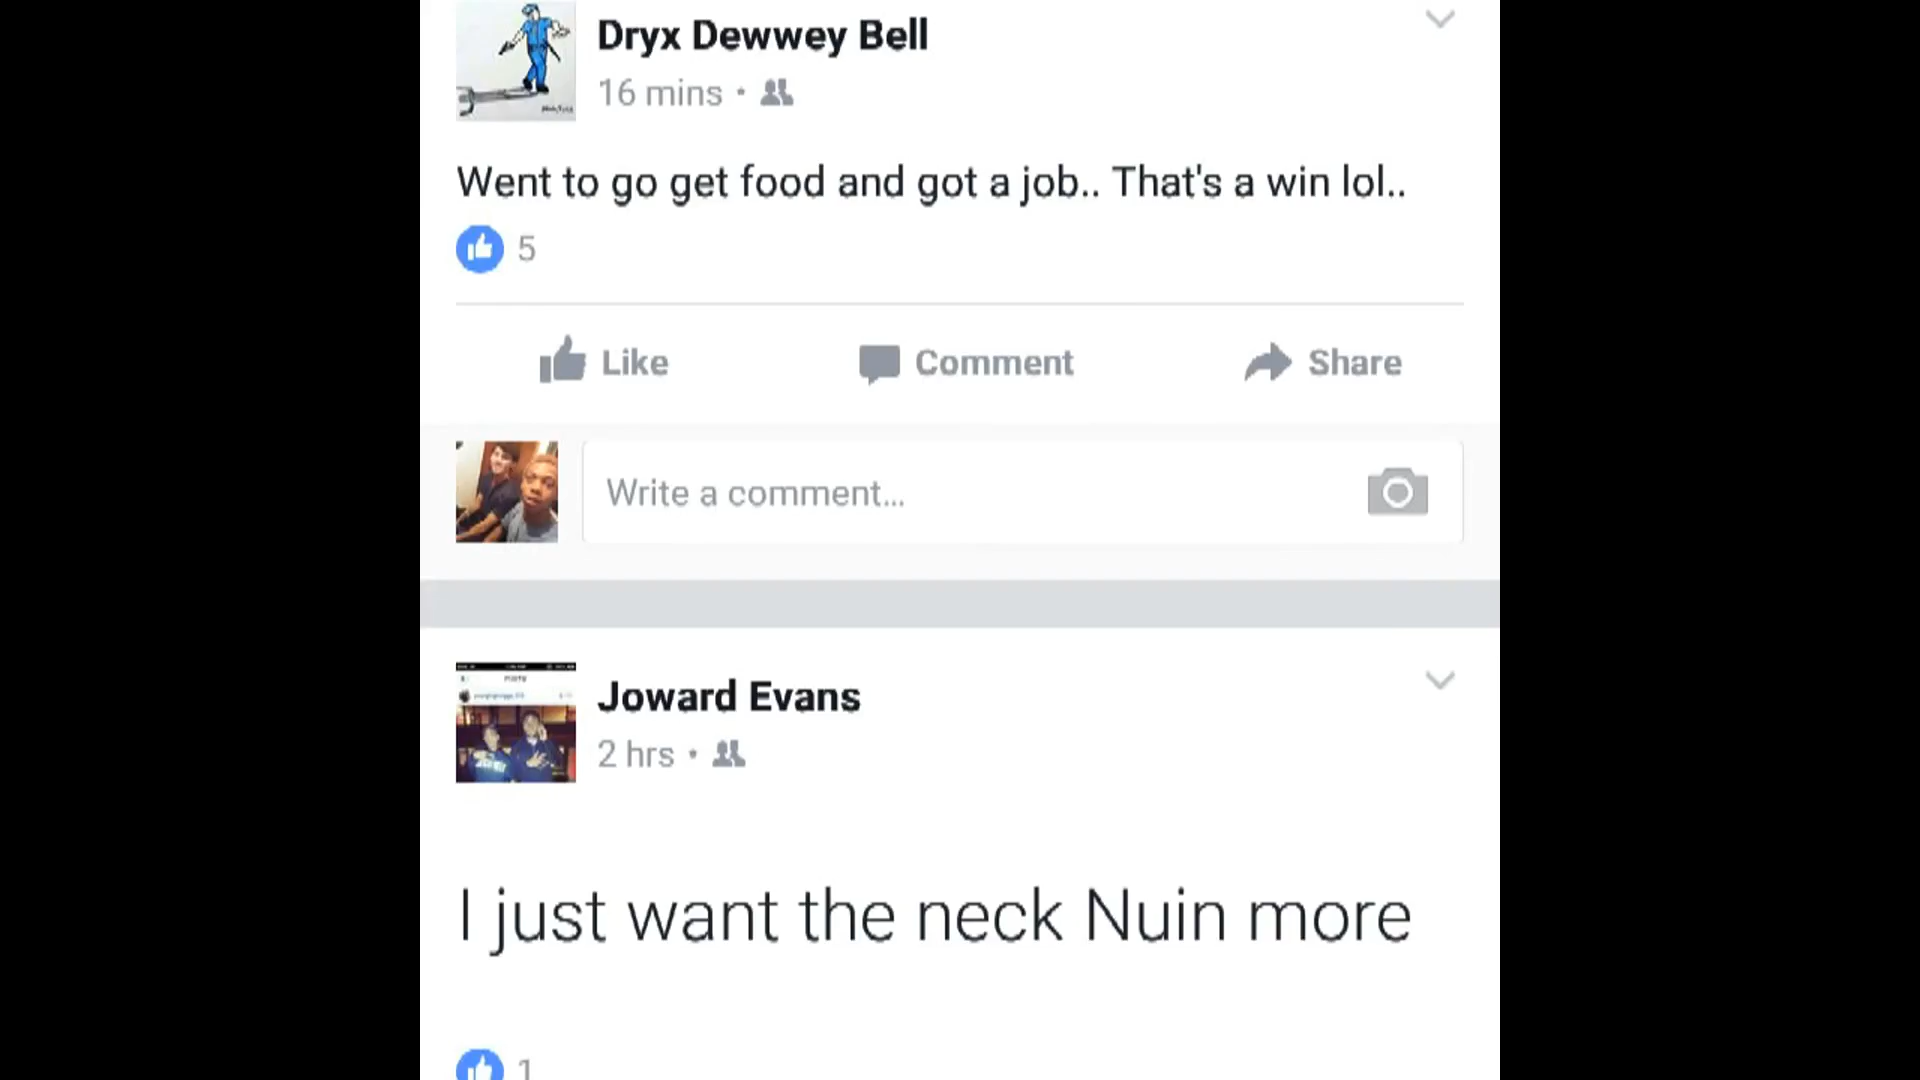 Dryx Dewwey Bell
16 mins •
Went to go get food and got a job.. That's a win lol..
5
Like Comment Share
Write a comment...
Joward Evans
2 hrs •
I just want the neck Nuin more
1